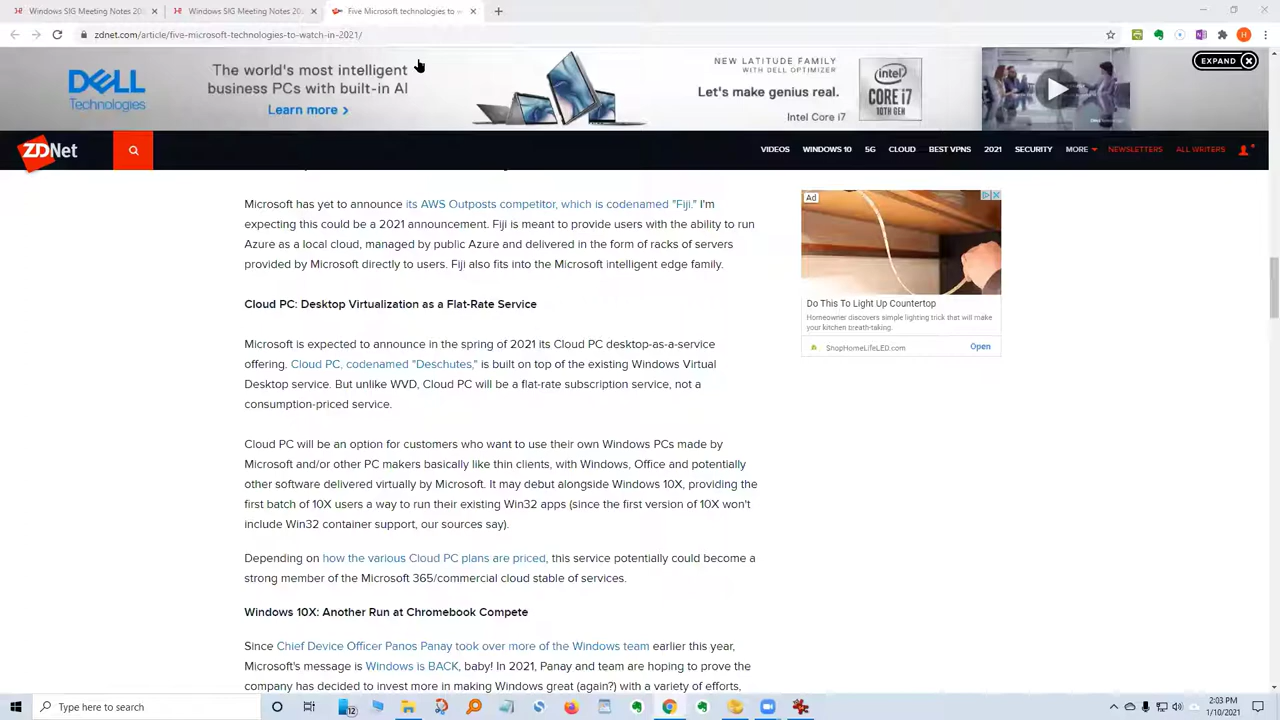 Windows SIG Meeting Notes 20
Windows SIG Meeting Notes 20
Five Microsoft technologies to w
zdnet.com/article/five-microsoft-technologies-to-watch-in-2021/
DELL
Technologies
The world's most intelligent
business PCs with built-in AI
Learn more >
NEW LATITUDE FAMILY
WITH DELL OPTIMIZER
Let's make genius real.
Intel Core i7
intel
CORE i7
10TH GEN
EXPAND
ZDNet
VIDEOS WINDOWS 10 5G CLOUD BEST VPNS 2021 SECURITY MORE NEWSLETTERS ALL WRITERS
Microsoft has yet to announce its AWS Outposts competitor, which is codenamed "Fiji." I'm
expecting this could be a 2021 announcement. Fiji is meant to provide users with the ability to run
Azure as a local cloud, managed by public Azure and delivered in the form of racks of servers
provided by Microsoft directly to users. Fiji also fits into the Microsoft intelligent edge family.
Cloud PC: Desktop Virtualization as a Flat-Rate Service
Microsoft is expected to announce in the spring of 2021 its Cloud PC desktop-as-a-service
offering. Cloud PC, codenamed "Deschutes," is built on top of the existing Windows Virtual
Desktop service. But unlike WVD, Cloud PC will be a flat-rate subscription service, not a
consumption-priced service.
Cloud PC will be an option for customers who want to use their own Windows PCs made by
Microsoft and/or other PC makers basically like thin clients, with Windows, Office and potentially
other software delivered virtually by Microsoft. It may debut alongside Windows 10X, providing the
first batch of 10X users a way to run their existing Win32 apps (since the first version of 10X won't
include Win32 container support, our sources say).
Depending on how the various Cloud PC plans are priced, this service potentially could become a
strong member of the Microsoft 365/commercial cloud stable of services.
Windows 10X: Another Run at Chromebook Compete
Since Chief Device Officer Panos Panay took over more of the Windows team earlier this year,
Microsoft's message is Windows is BACK, baby! In 2021, Panay and team are hoping to prove the
company has decided to invest more in making Windows great (again?) with a variety of efforts,
Ad
Do This To Light Up Countertop
Homeowner discovers simple lighting trick that will make
your kitchen breath-taking.
ShopHomeLifeLED.com
Open
Type here to search
12
2:03 PM
1/10/2021